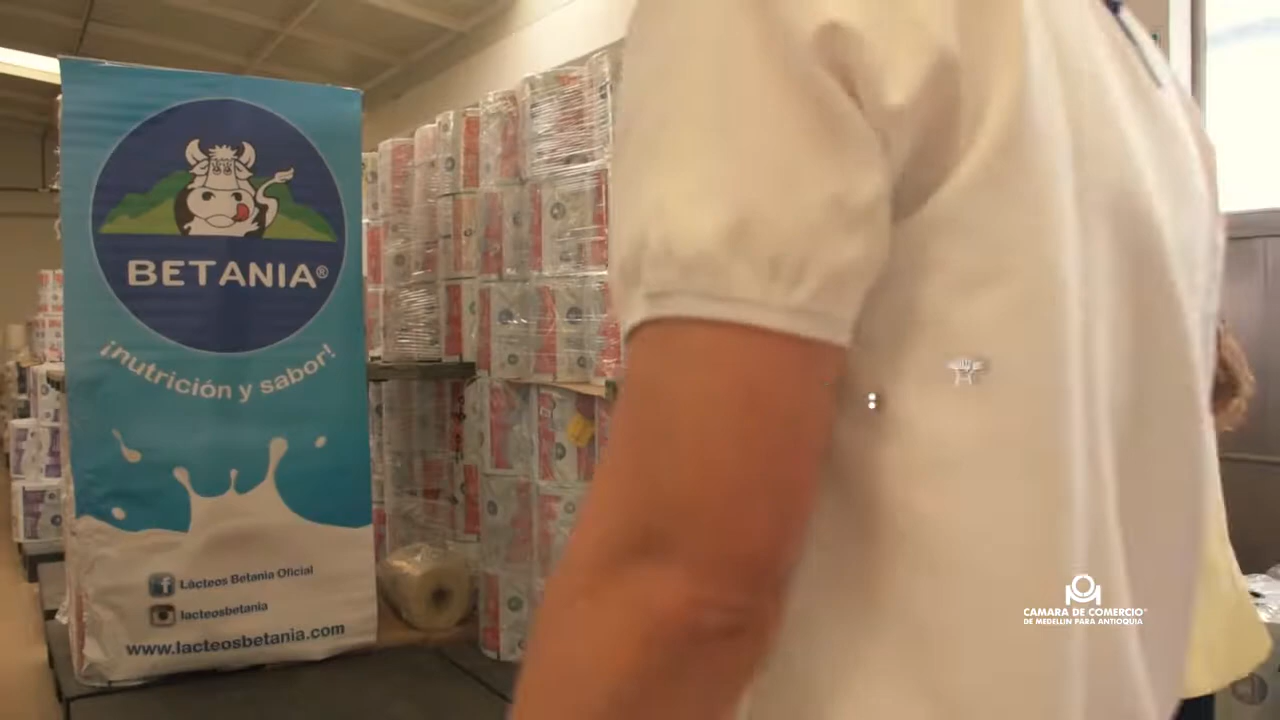 BETANIA®
¡nutrición y sabor!
Lácteos Betania Oficial
lacteosbetania
www.lacteosbetania.com
CAMARA DE COMERCIO®
DE MEDELLIN PARA ANTIOQUIA